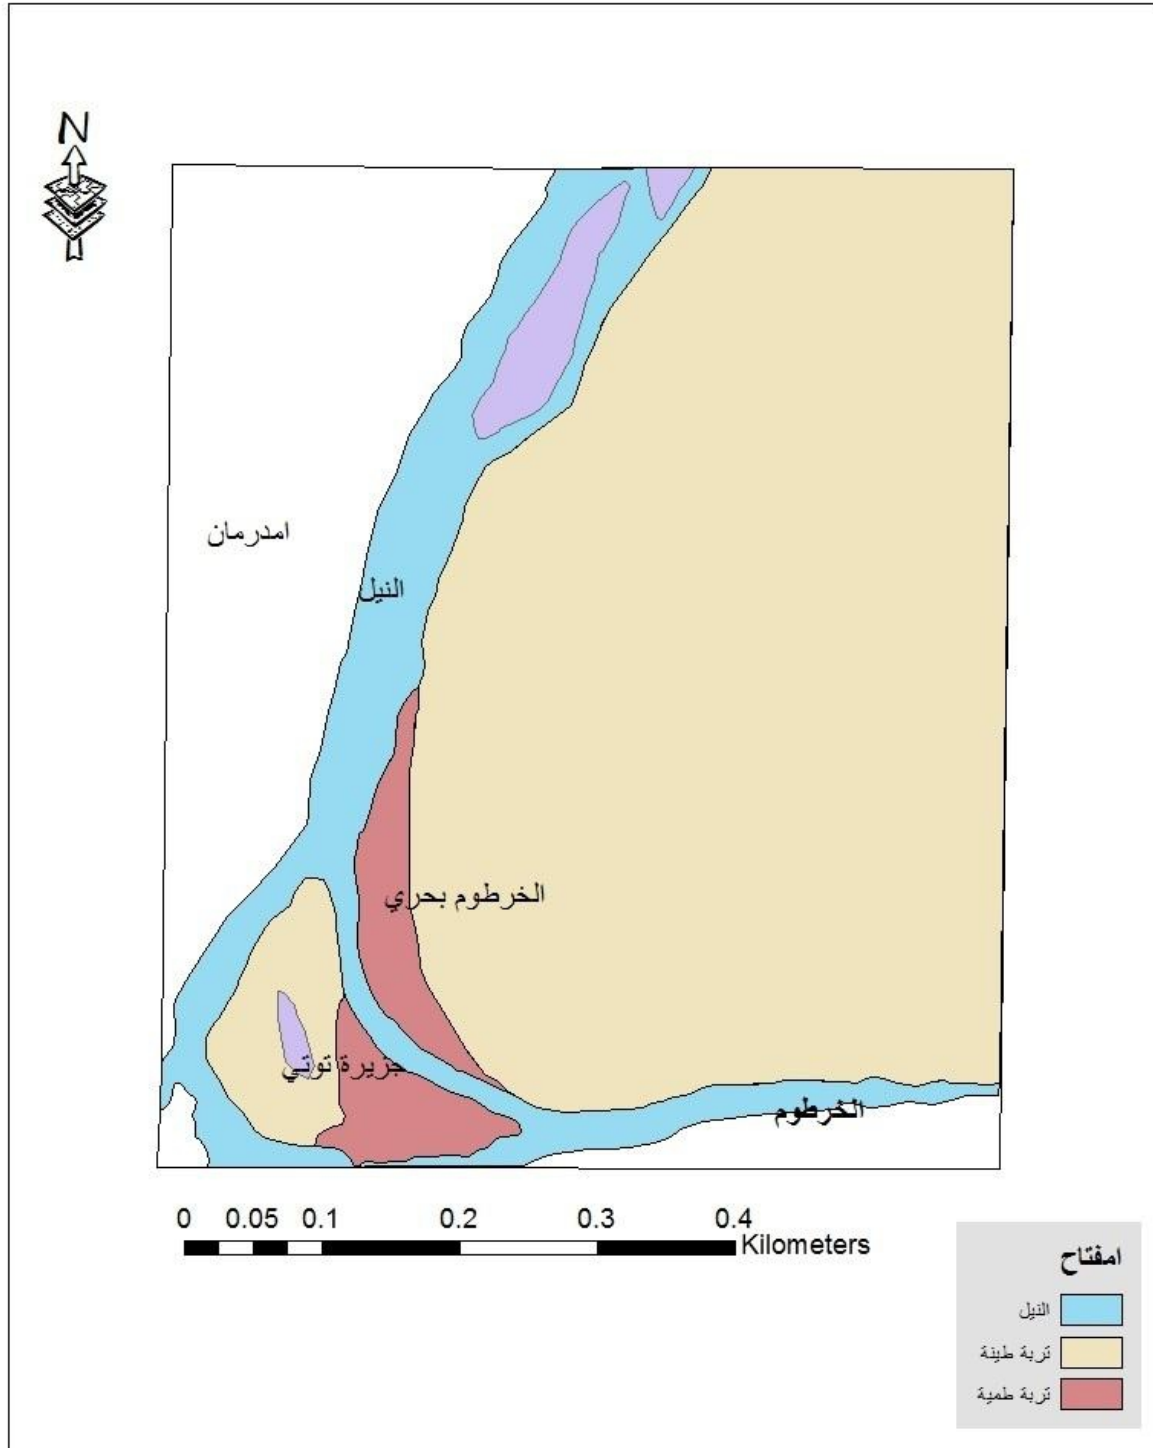 N
امدرمان
النيل
الخرطوم بحري
جزيرة توتي
الخرطوم
0 0.05 0.1 0.2 0.3 0.4
Kilometers
امفتاح
النيل
تربة طينة
تربة طمية